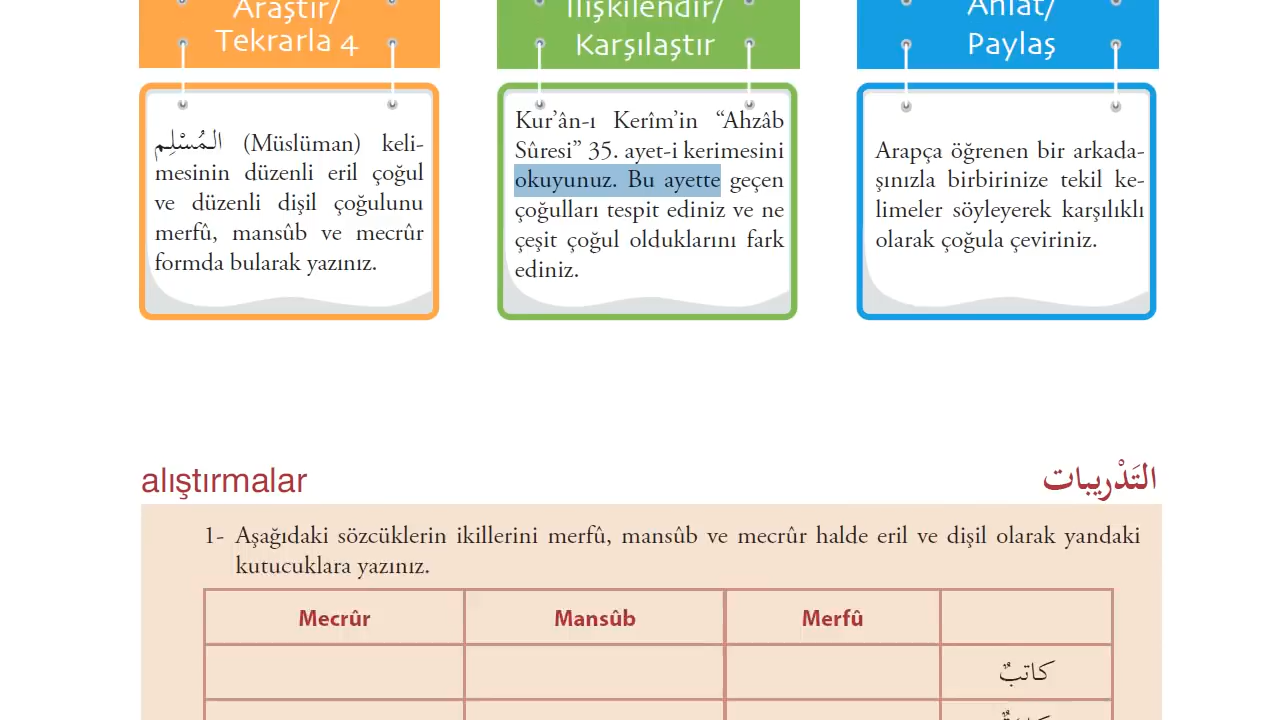 Araştır/
Tekrarla 4
المُسْلِم (Müslüman) keli-
mesinin düzenli eril çoğul
ve düzenli dişil çoğulunu
merfû, mansûb ve mecrûr
formda bularak yazınız.
İlişkilendir/
Karşılaştır
Kur’ân-ı Kerîm’in “Ahzâb
Sûresi” 35. ayet-i kerimesini
okuyunuz. Bu ayette geçen
çoğulları tespit ediniz ve ne
çeşit çoğul olduklarını fark
ediniz.
Anlat/
Paylaş
Arapça öğrenen bir arkada-
şınızla birbirinize tekil ke-
limeler söyleyerek karşılıklı
olarak çoğula çeviriniz.
alıştırmalar
التَدْرِيبات
1- Aşağıdaki sözcüklerin ikillerini merfû, mansûb ve mecrûr halde eril ve dişil olarak yandaki
kutucuklara yazınız.
Mecrûr Mansûb Merfû
كاتبٌ